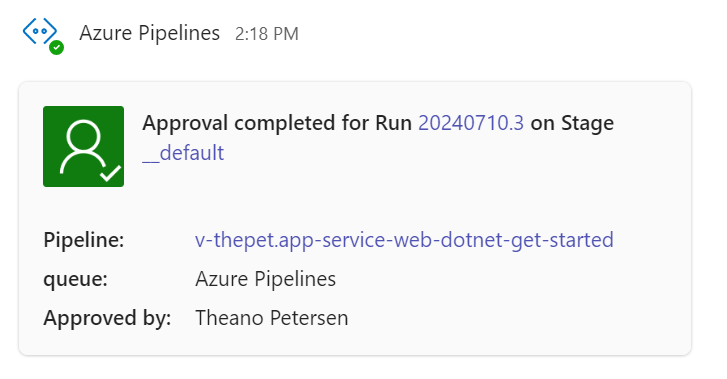 Azure Pipelines 2:18 PM
Approval completed for Run 20240710.3 on Stage
__default
Pipeline: v-thepet.app-service-web-dotnet-get-started
queue: Azure Pipelines
Approved by: Theano Petersen